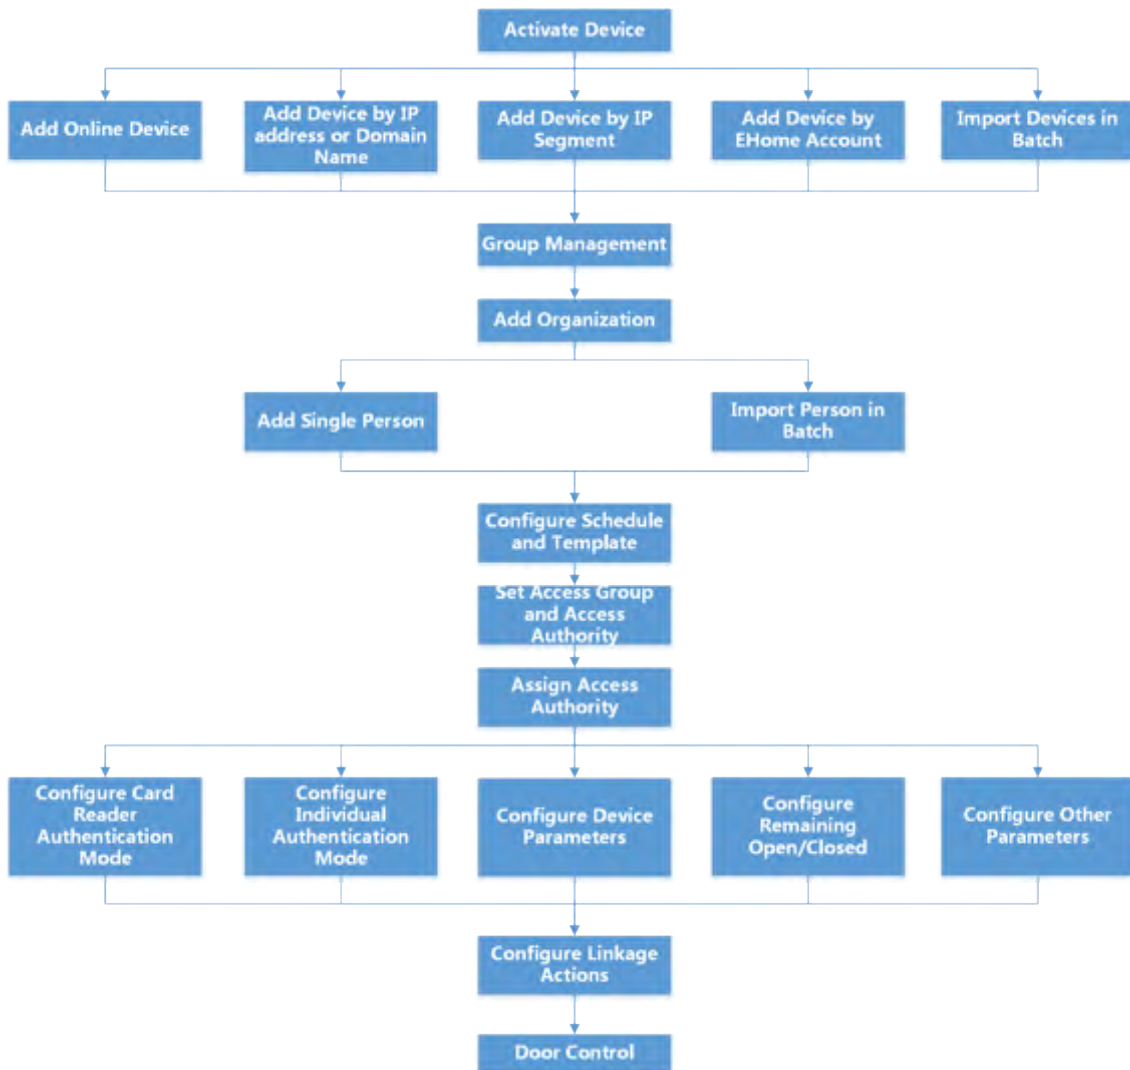 Activate Device
Add Online Device
Add Device by IP
address or Domain
Name
Add Device by IP
Segment
Add Device by
EHome Account
Import Devices in
Batch
Group Management
Add Organization
Add Single Person
Import Person in
Batch
Configure Schedule
and Template
Set Access Group
and Access
Authority
Assign Access
Authority
Configure Card
Reader
Authentication
Mode
Configure
Individual
Authentication
Mode
Configure Device
Parameters
Configure
Remaining
Open/Closed
Configure Other
Parameters
Configure Linkage
Actions
Door Control